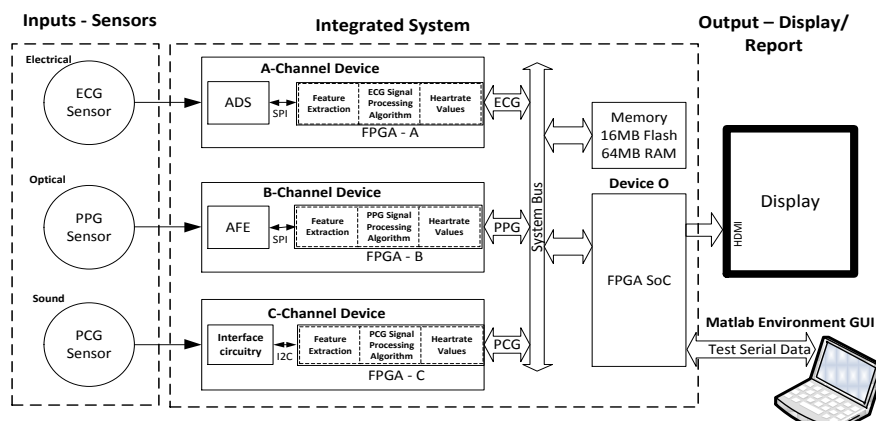 Inputs - Sensors
Integrated System
Output – Display/
Report
Electrical
ECG
Sensor
A-Channel Device
ADS
SPI
Feature
Extraction
ECG Signal
Processing
Algorithm
Heartrate
Values
FPGA - A
ECG
Optical
PPG
Sensor
B-Channel Device
AFE
SPI
Feature
Extraction
PPG Signal
Processing
Algorithm
Heartrate
Values
FPGA - B
PPG
Sound
PCG
Sensor
C-Channel Device
Interface
circuitry
I2C
Feature
Extraction
PCG Signal
Processing
Algorithm
Heartrate
Values
FPGA - C
PCG
System Bus
Memory
16MB Flash
64MB RAM
Device O
FPGA SoC
HDMI
Display
Matlab Environment GUI
Test Serial Data